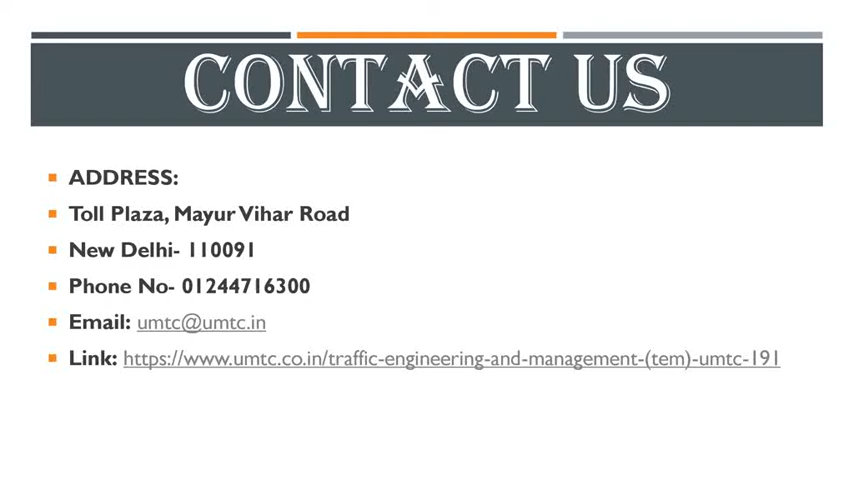 CONTACT US
ADDRESS:
Toll Plaza, Mayur Vihar Road
New Delhi- 110091
Phone No- 01244716300
Email: umtc@umtc.in
Link: https://www.umtc.co.in/traffic-engineering-and-management-(tem)-umtc-191